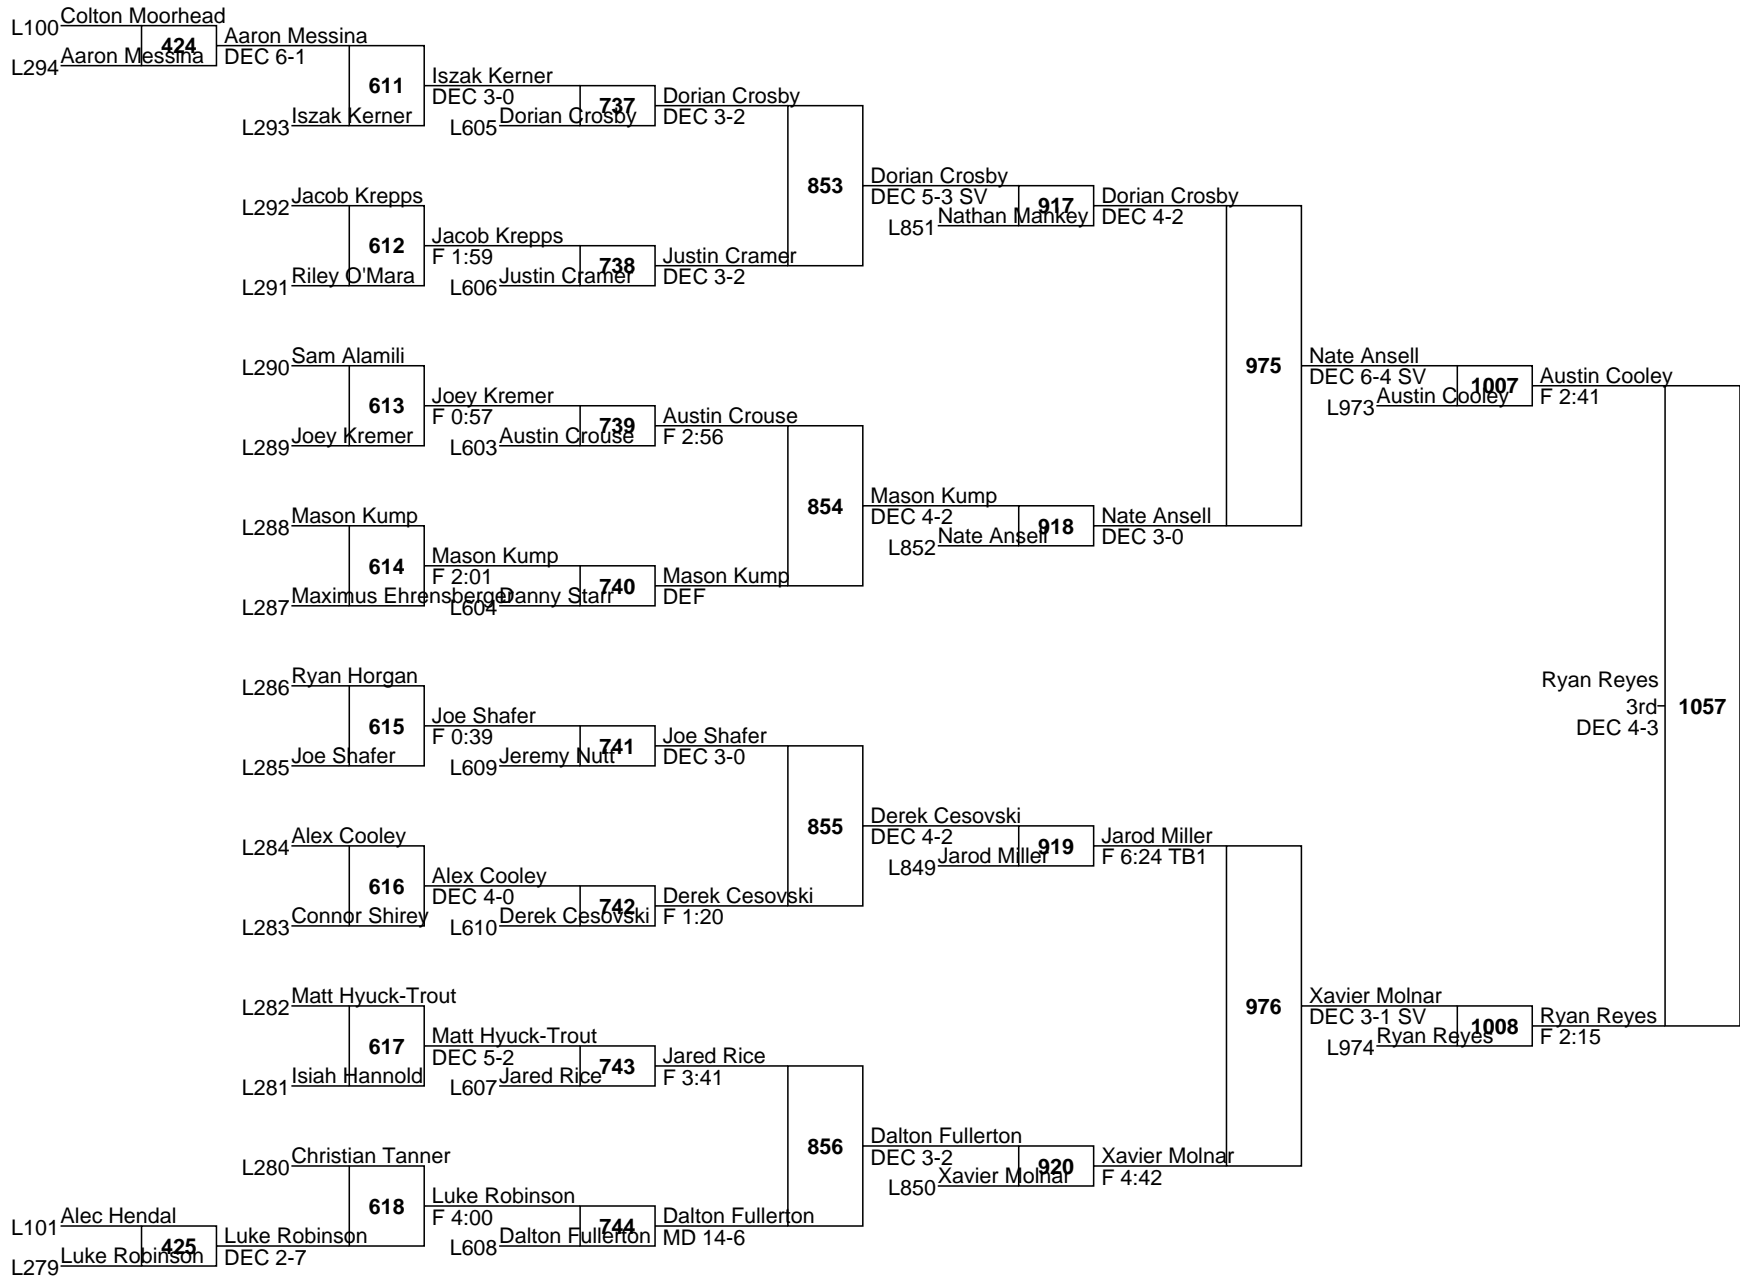 Colton Moorhead
L100
424
Aaron Messina
L294
Aaron Messina
DEC 6-1
611
Iszak Kerner
L293
Iszak Kerner
DEC 3-0
737
Dorian Crosby
L605
Dorian Crosby
DEC 3-2
853
Jacob Krepps
L292
612
Riley O'Mara
L291
Jacob Krepps
F 1:59
738
Justin Cramer
L606
Justin Cramer
DEC 3-2
Dorian Crosby
DEC 5-3 SV
917
Nathan Mankey
L851
Dorian Crosby
DEC 4-2
975
Sam Alamili
L290
613
Joey Kremer
L289
Joey Kremer
F 0:57
739
Austin Crouse
L603
Austin Crouse
F 2:56
854
Mason Kump
L288
614
Maximus Ehrensberger
L287
Mason Kump
F 2:01
740
Danny Starr
L604
Mason Kump
DEF
Mason Kump
DEC 4-2
918
Nate Ansell
L852
Nate Ansell
DEC 3-0
Nate Ansell
DEC 6-4 SV
1007
Austin Cooley
L973
Austin Cooley
F 2:41
Ryan Reyes
3rd
DEC 4-3
1057
Ryan Horgan
L286
615
Joe Shafer
L285
Joe Shafer
F 0:39
741
Jeremy Nutt
L609
Joe Shafer
DEC 3-0
855
Alex Cooley
L284
616
Connor Shirey
L283
Alex Cooley
DEC 4-0
742
Derek Cesovski
L610
Derek Cesovski
F 1:20
Derek Cesovski
DEC 4-2
919
Jarod Miller
L849
Jarod Miller
F 6:24 TB1
976
Matt Hyuck-Trout
L282
617
Isiah Hannold
L281
Matt Hyuck-Trout
DEC 5-2
743
Jared Rice
L607
Jared Rice
F 3:41
856
Christian Tanner
L280
618
Alec Hendal
L101
425
Luke Robinson
L279
Luke Robinson
DEC 2-7
Luke Robinson
F 4:00
744
Dalton Fullerton
L608
Dalton Fullerton
MD 14-6
Dalton Fullerton
DEC 3-2
920
Xavier Molnar
L850
Xavier Molnar
F 4:42
Xavier Molnar
DEC 3-1 SV
1008
Ryan Reyes
L974
Ryan Reyes
F 2:15